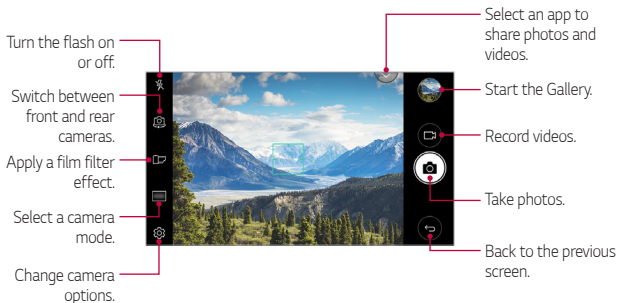 Turn the flash on
or off.
Switch between
front and rear
cameras.
Apply a film filter
effect.
Select a camera
mode.
Change camera
options.
Select an app to
share photos and
videos.
Start the Gallery.
Record videos.
Take photos.
Back to the previous
screen.